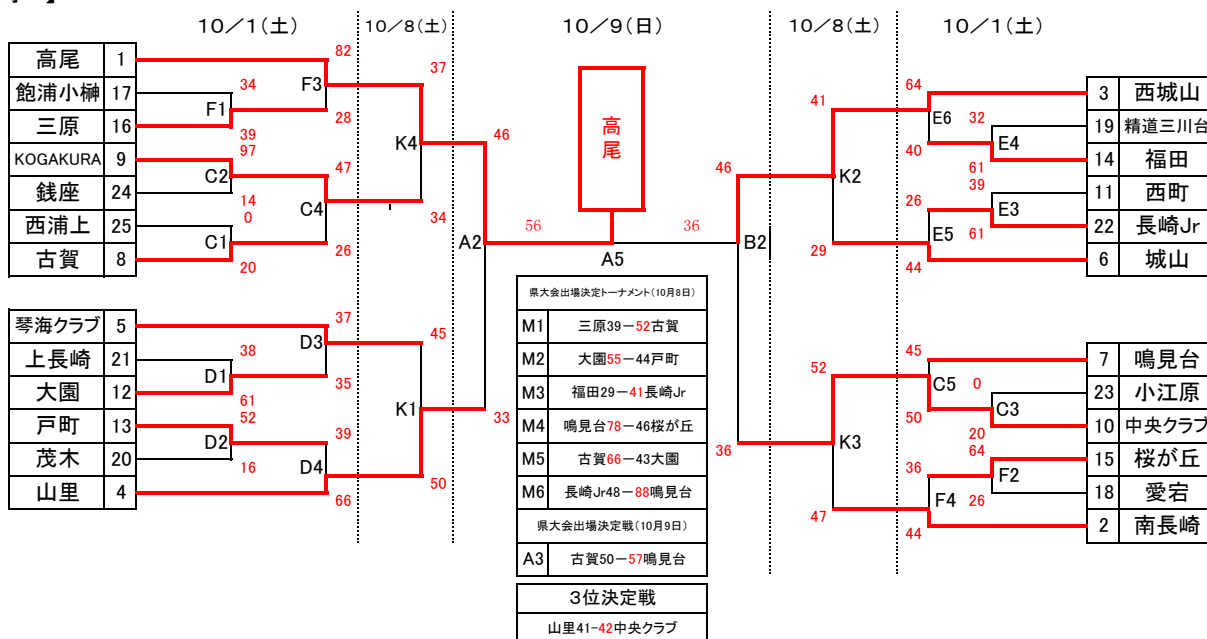 10/1(土)
10/8(土)
10/9(日)
10/8(土)
10/1(土)
高尾 1
飽浦小榊 17
三原 16
KOGAKURA 9
銭座 24
西浦上 25
古賀 8
琴海クラブ 5
上長崎 21
大園 12
戸町 13
茂木 20
山里 4
82
34
F3
F1
28
39
97
C2
47
14
C4
0
C1
26
20
37
38
D3
D1
35
61
52
39
D2
16
D4
66
37
K4
34
45
K1
50
46
A2
33
高尾
56
36
A5
46
B2
36
41
K2
29
52
K3
47
64
E6
32
E4
40
61
39
26
E3
E5
61
44
45
C5
0
C3
50
20
64
36
F2
F4
26
44
3 西城山
19 精道三川台
14 福田
11 西町
22 長崎Jr
6 城山
7 鳴見台
23 小江原
10 中央クラブ
15 桜が丘
18 愛宕
2 南長崎
県大会出場決定トーナメント(10月8日)
M1 三原39-52古賀
M2 大園55-44戸町
M3 福田29-41長崎Jr
M4 鳴見台78-46桜が丘
M5 古賀66-43大園
M6 長崎Jr48-88鳴見台
県大会出場決定戦(10月9日)
A3 古賀50-57鳴見台
3位決定戦
山里41-42中央クラブ